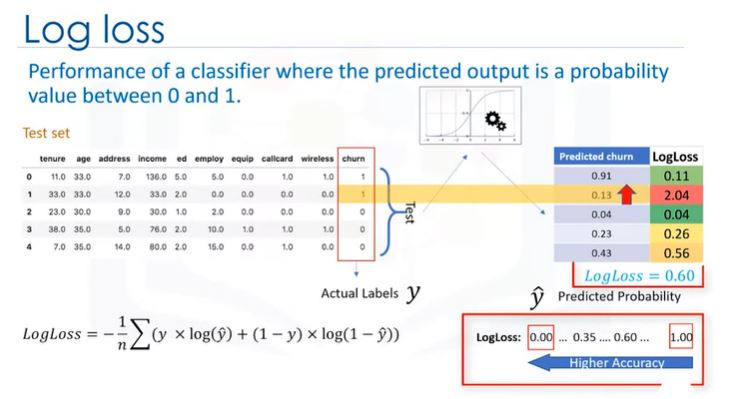 Log loss
Performance of a classifier where the predicted output is a probability
value between 0 and 1.
Test set
tenure age address income ed employ equip callcard wireless churn
0 11.0 33.0 7.0 136.0 5.0 5.0 0.0 1.0 1.0 1
1 33.0 33.0 12.0 33.0 2.0 0.0 0.0 0.0 0.0 1
2 23.0 30.0 9.0 30.0 1.0 2.0 0.0 0.0 0.0 0
3 38.0 35.0 5.0 76.0 2.0 10.0 1.0 1.0 1.0 0
4 7.0 35.0 14.0 80.0 2.0 15.0 0.0 1.0 0.0 0
Test
Predicted churn LogLoss
0.91 0.11
0.13 2.04
0.04 0.04
0.23 0.26
0.43 0.56
LogLoss = 0.60
Actual Labels y
ŷ Predicted Probability
LogLoss = −1/n ∑(y × log(ŷ) + (1 − y) × log(1 − ŷ))
LogLoss: 0.00 ... 0.35 .... 0.60 ... 1.00
Higher Accuracy